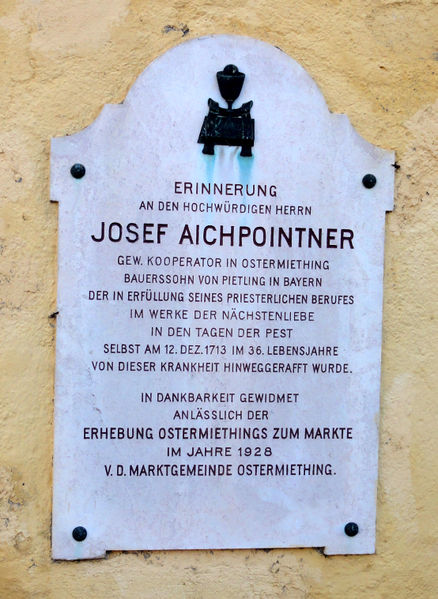 ERINNERUNG
AN DEN HOCHWÜRDIGEN HERRN
JOSEF AICHPOINTNER
GEW. KOOPERATOR IN OSTERMIETHING
BAUERSSOHN VON PIETLING IN BAYERN
DER IN ERFÜLLUNG SEINES PRIESTERLICHEN BERUFES
IM WERKE DER NÄCHSTENLIEBE
IN DEN TAGEN DER PEST
SELBST AM 12. DEZ. 1713 IM 36. LEBENSJAHRE
VON DIESER KRANKHEIT HINWEGGERAFFT WURDE.
IN DANKBARKEIT GEWIDMET
ANLÄSSLICH DER
ERHEBUNG OSTERMIETHINGS ZUM MARKTE
IM JAHRE 1928
V. D. MARKTGEMEINDE OSTERMIETHING.